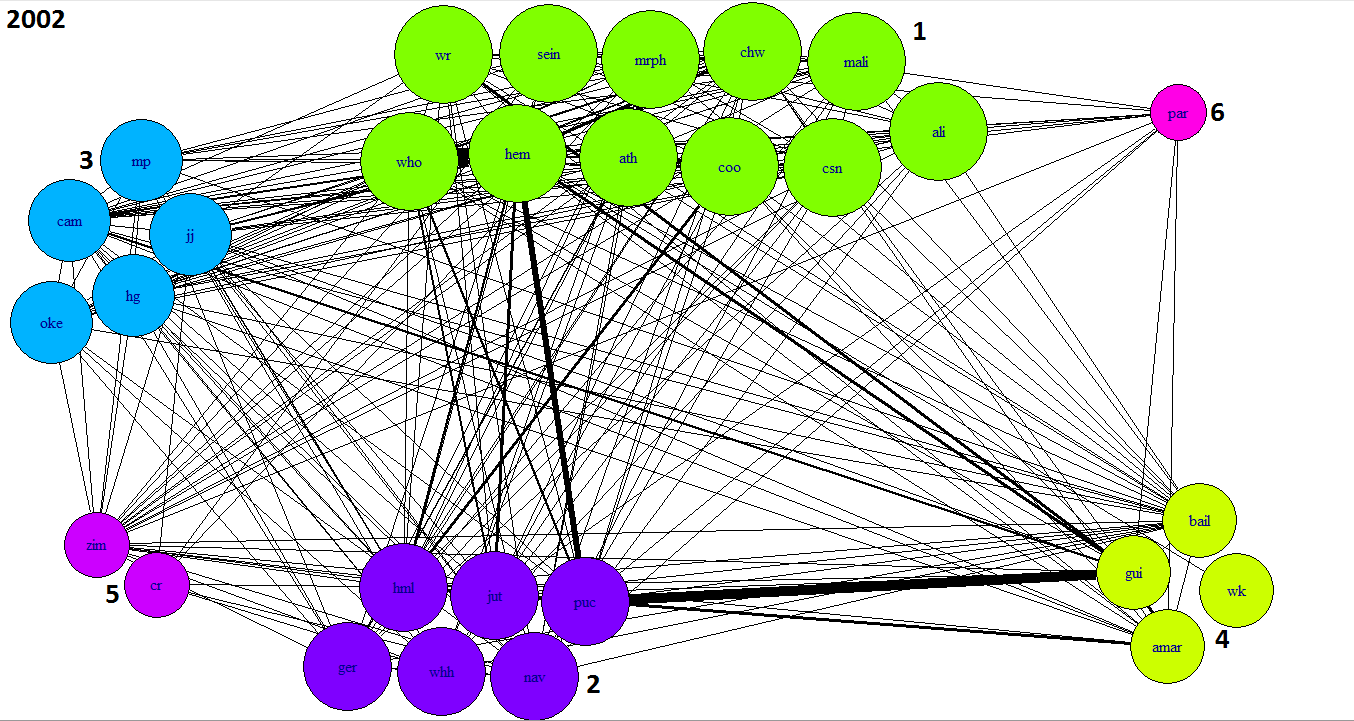 2002
wr
sein
mrph
chw
mali
1
who
hem
ath
coo
csn
ali
par
6
3
mp
cam
jj
hg
oke
zim
cr
5
hml
jut
puc
ger
whh
nav
2
bail
gui
wk
amar
4